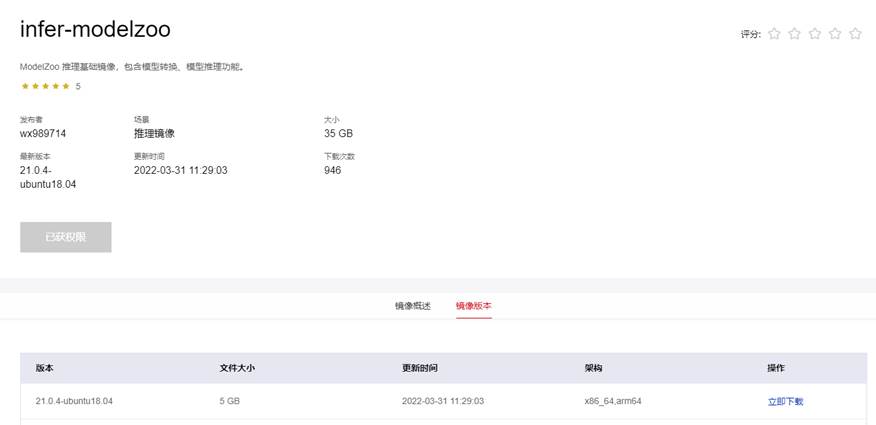 infer-modelzoo
评分:
ModelZoo 推理基础镜像，包含模型转换、模型推理功能。
5
发布者 场景 大小
wx989714 推理镜像 35 GB
最新版本 更新时间 下载次数
21.0.4- 2022-03-31 11:29:03 946
ubuntu18.04
已获权限
镜像概述 镜像版本
版本 文件大小 更新时间 架构 操作
21.0.4-ubuntu18.04 5 GB 2022-03-31 11:29:03 x86_64,arm64 立即下载